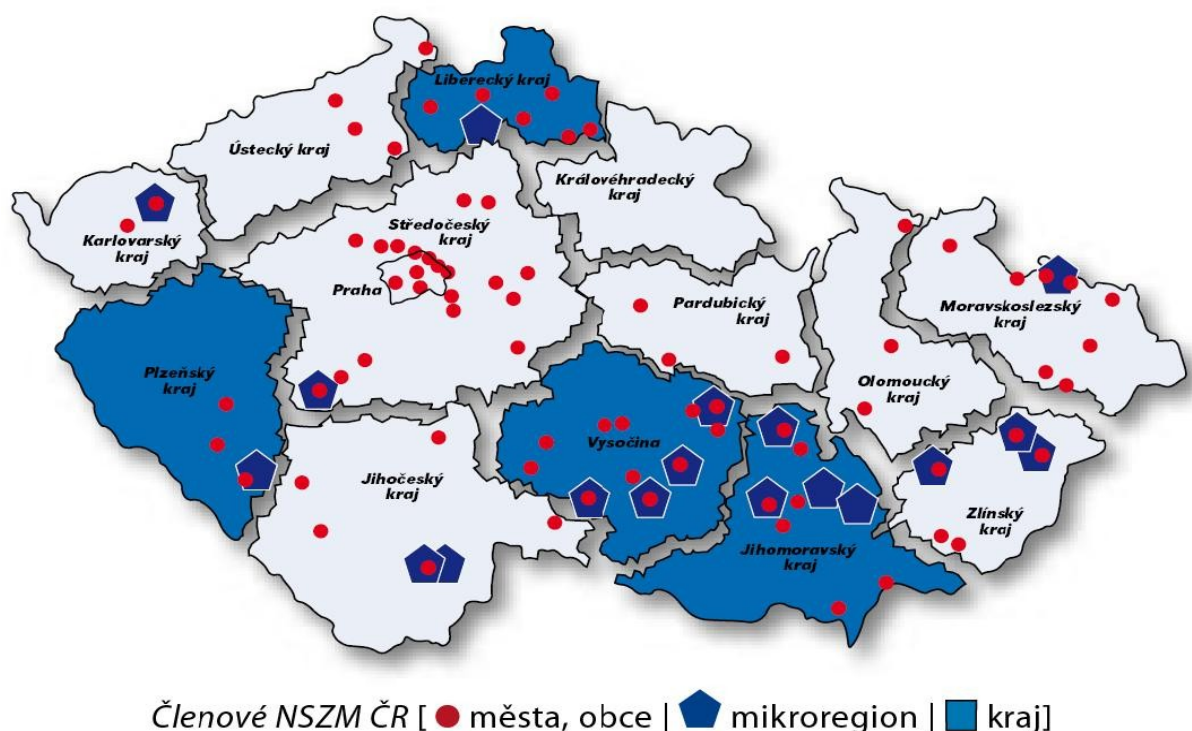 Liberecký kraj
Ústecký kraj
Královéhradecký
kraj
Středočeský
kraj
Karlovarský
kraj
Praha
Pardubický
kraj
Moravskoslezský
kraj
Plzeňský
kraj
Olomoucký
kraj
Vysočina
Jihočeský
kraj
Zlínský
kraj
Jihomoravský
kraj
Členové NSZM ČR [ města, obce | mikroregion | kraj]